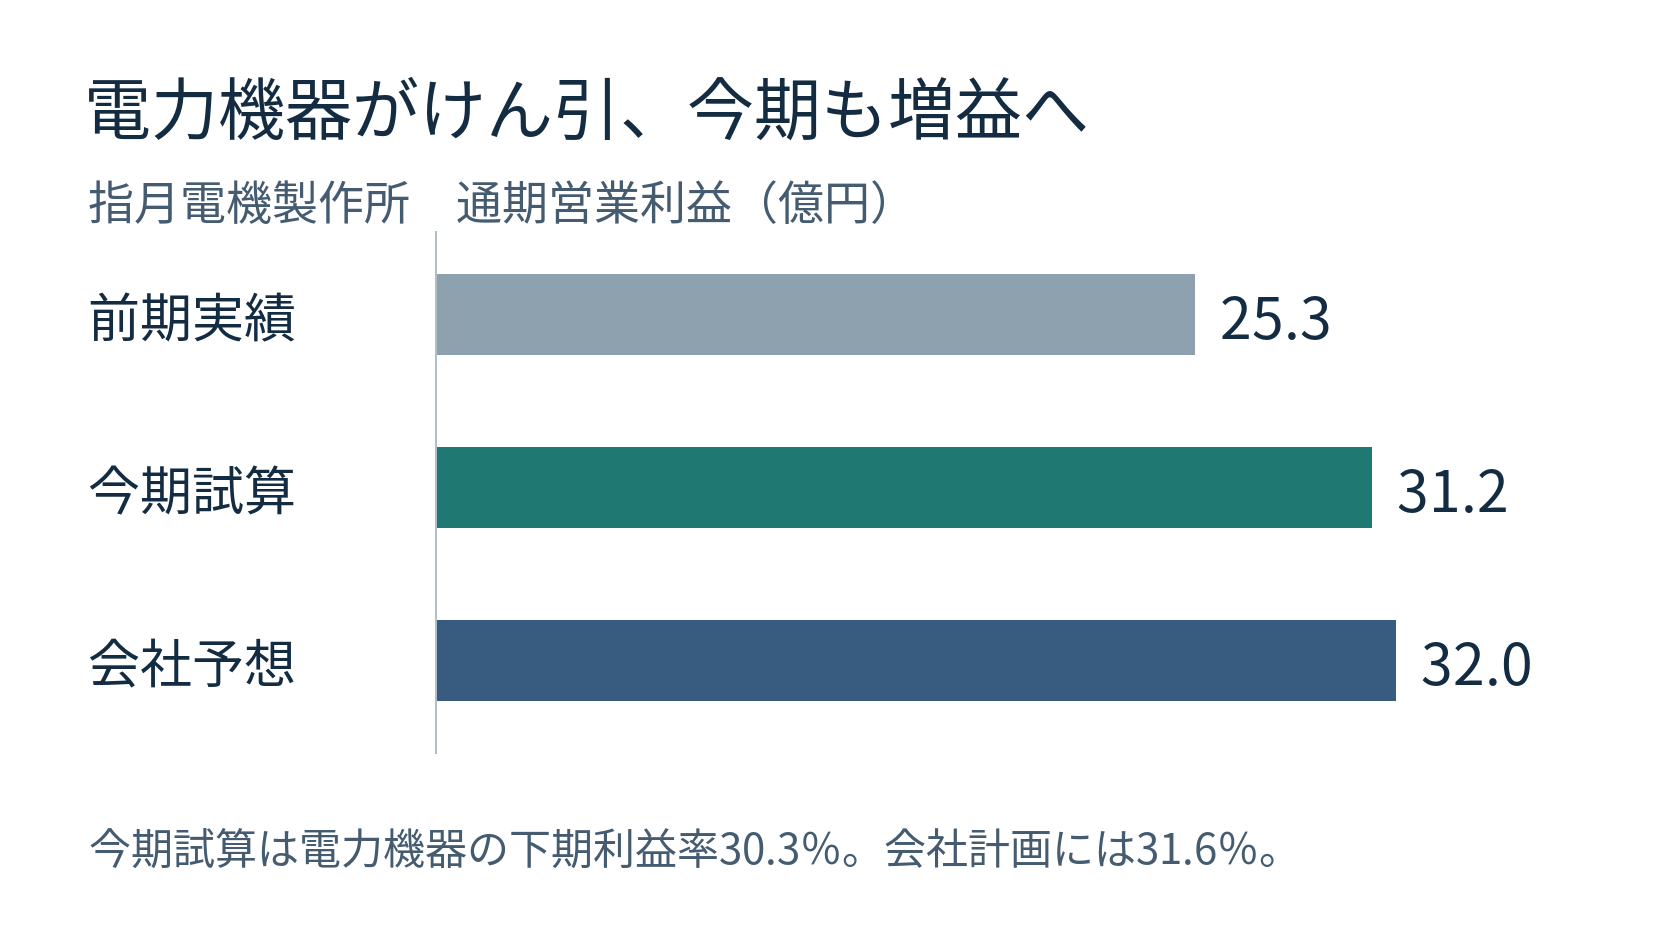 電力機器がけん引、今期も増益へ
指月電機製作所　通期営業利益（億円）
前期実績 25.3
今期試算 31.2
会社予想 32.0
今期試算は電力機器の下期利益率30.3%。会社計画には31.6%。